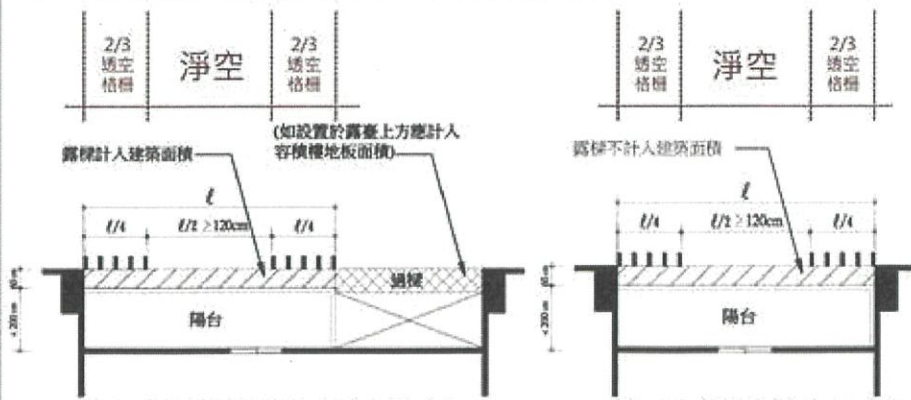 2/3
透空
格柵
淨空
2/3
透空
格柵
露樑計入建築面積
(如設置於露臺上方應計入
容積樓地板面積)
ℓ
ℓ/4
ℓ/2 ≥120cm
ℓ/4
過樑
陽台
<200cm
2/3
透空
格柵
淨空
2/3
透空
格柵
露樑不計入建築面積
ℓ
ℓ/4
ℓ/2 ≥120cm
ℓ/4
陽台
<200cm